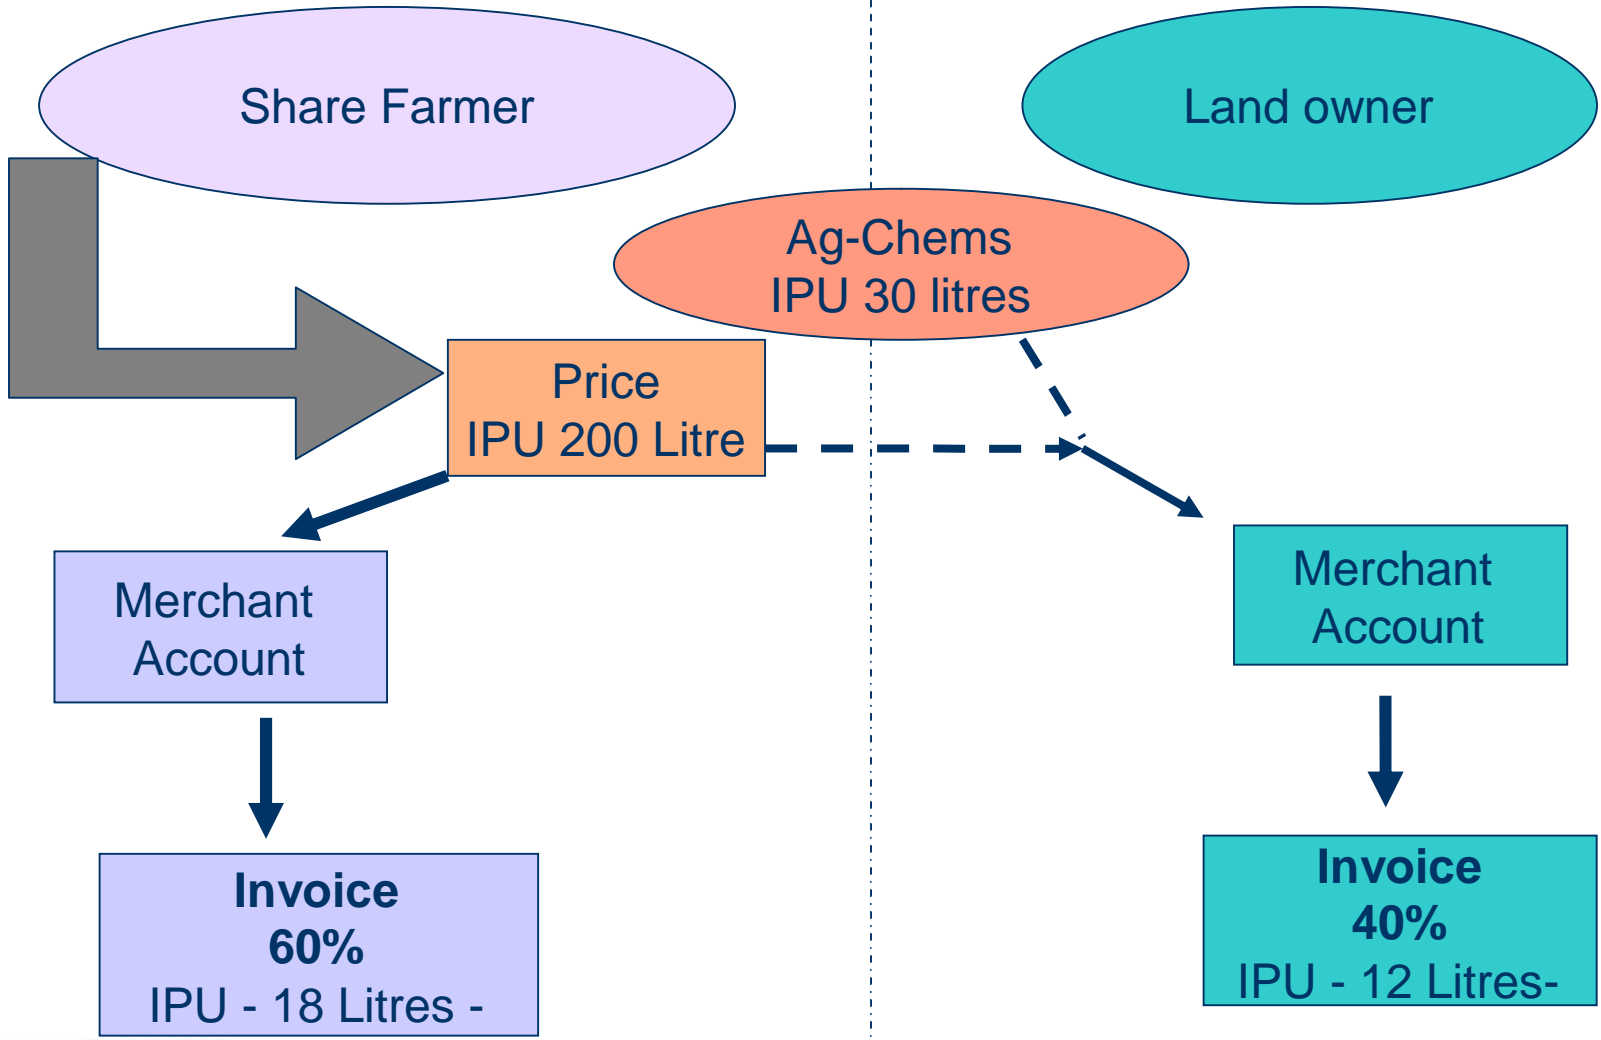 Share Farmer
Land owner
Ag-Chems
IPU 30 litres
Price
IPU 200 Litre
Merchant
Account
Merchant
Account
Invoice
60%
IPU - 18 Litres -
Invoice
40%
IPU - 12 Litres-